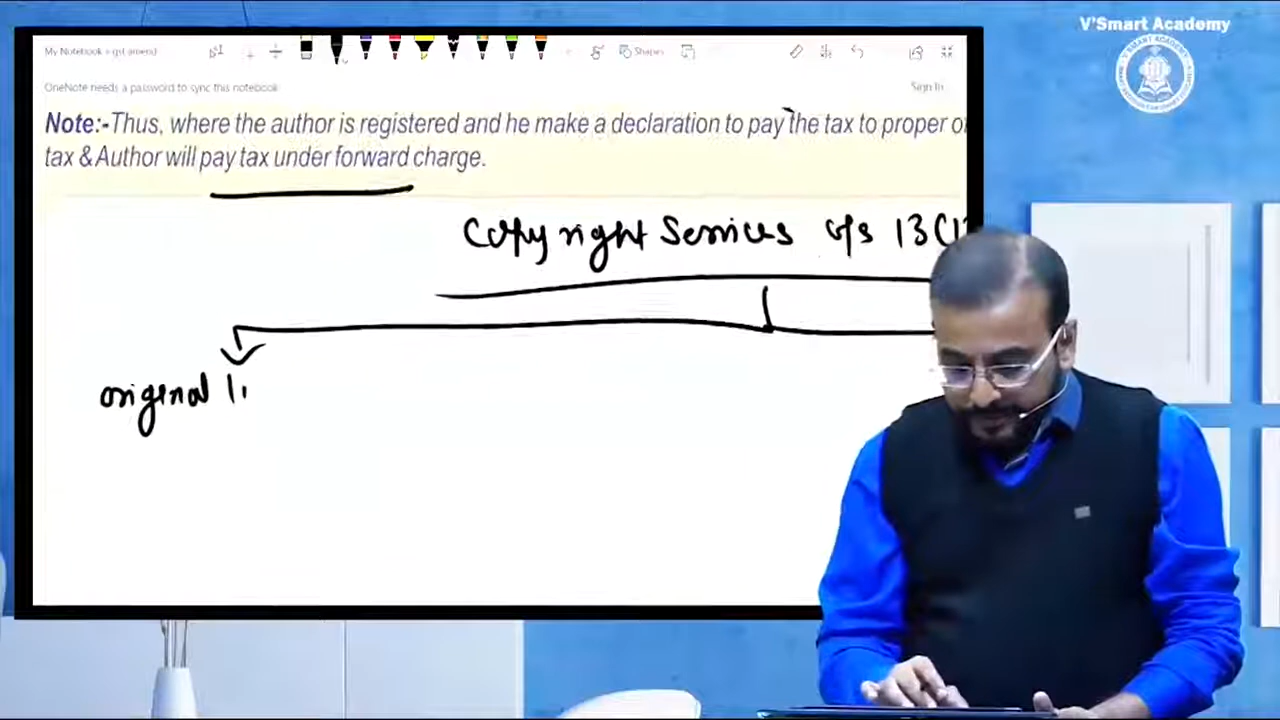 V'Smart Academy
My Notebook » gst amend
Shapes
OneNote needs a password to sync this notebook
Sign In
Note:-Thus, where the author is registered and he make a declaration to pay the tax to proper
tax & Author will pay tax under forward charge.
Copyright Services u/s 13(1
original